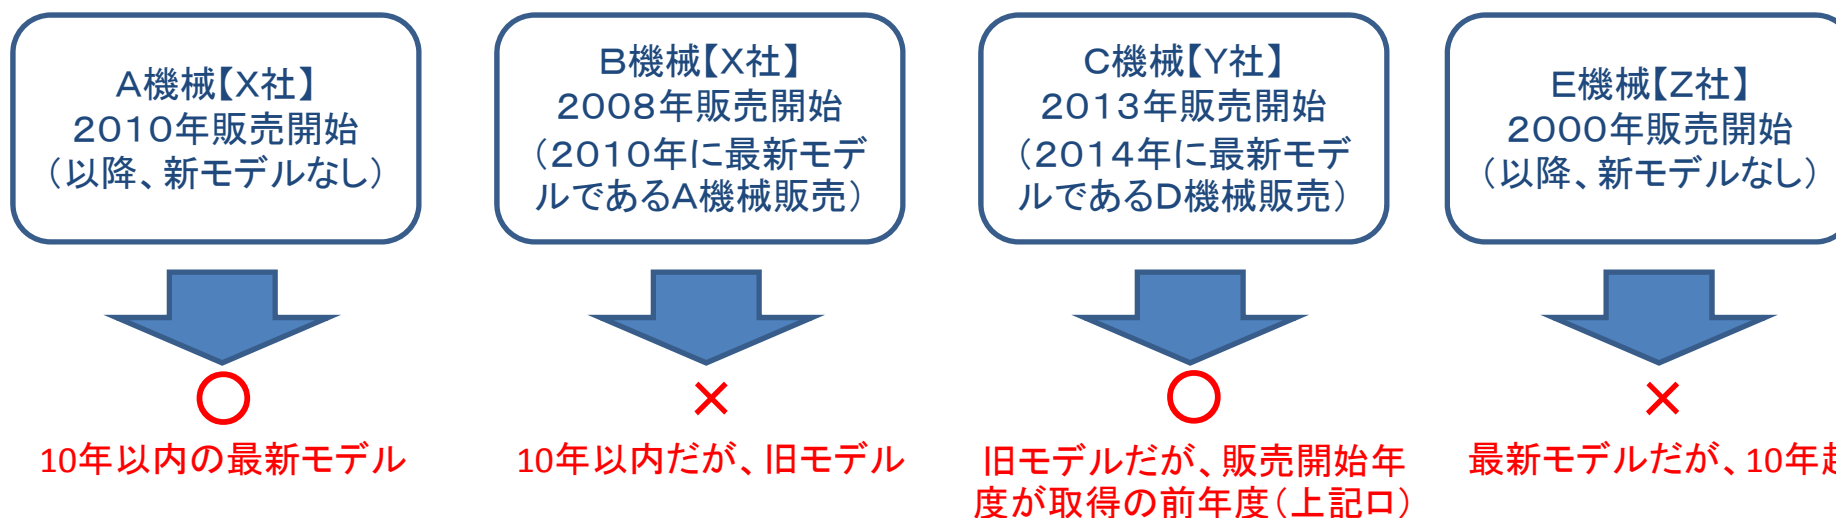 A機械【X社】
2010年販売開始
（以降、新モデルなし）
B機械【X社】
2008年販売開始
（2010年に最新モデ
ルであるA機械販売）
C機械【Y社】
2013年販売開始
（2014年に最新モデ
ルであるD機械販売）
E機械【Z社】
2000年販売開始
（以降、新モデルなし）
○
10年以内の最新モデル
×
10年以内だが、旧モデル
○
旧モデルだが、販売開始年
度が取得の前年度（上記ロ）
×
最新モデルだが、10年